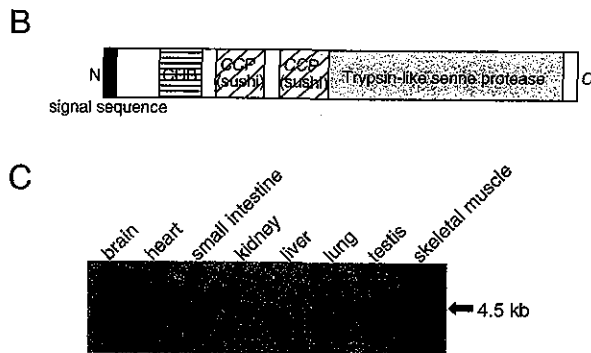 B
N CUB CCP (sushi) CCP (sushi) Trypsin-like serine protease C
signal sequence
C
brain heart small intestine kidney liver lung testis skeletal muscle
4.5 kb